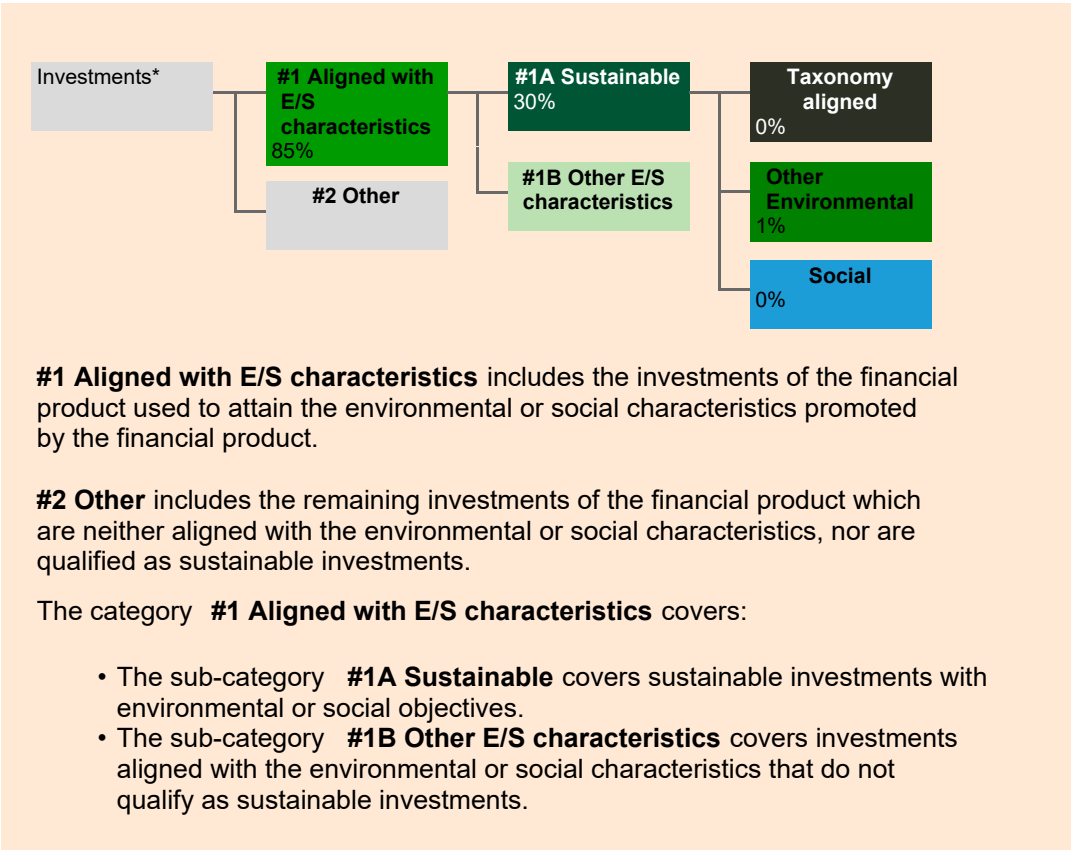 Investments*
#1 Aligned with
E/S
characteristics
85%
#2 Other
#1A Sustainable
30%
#1B Other E/S
characteristics
Taxonomy
aligned
0%
Other
Environmental
1%
Social
0%
#1 Aligned with E/S characteristics includes the investments of the financial
product used to attain the environmental or social characteristics promoted
by the financial product.
#2 Other includes the remaining investments of the financial product which
are neither aligned with the environmental or social characteristics, nor are
qualified as sustainable investments.
The category #1 Aligned with E/S characteristics covers:
• The sub-category #1A Sustainable covers sustainable investments with
environmental or social objectives.
• The sub-category #1B Other E/S characteristics covers investments
aligned with the environmental or social characteristics that do not
qualify as sustainable investments.